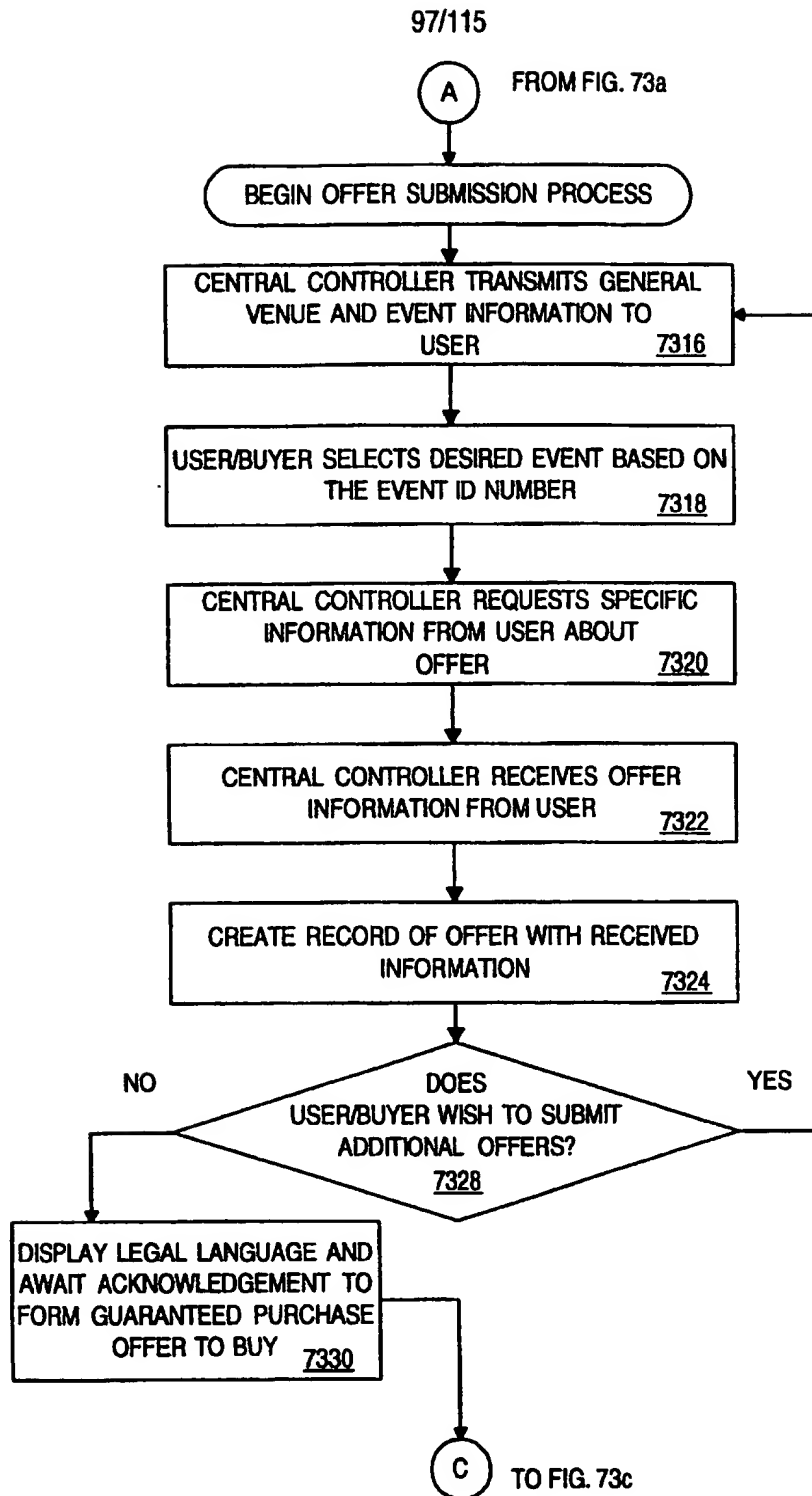 97/115
A
FROM FIG. 73a
BEGIN OFFER SUBMISSION PROCESS
CENTRAL CONTROLLER TRANSMITS GENERAL
VENUE AND EVENT INFORMATION TO
USER
7316
USER/BUYER SELECTS DESIRED EVENT BASED ON
THE EVENT ID NUMBER
7318
CENTRAL CONTROLLER REQUESTS SPECIFIC
INFORMATION FROM USER ABOUT
OFFER
7320
CENTRAL CONTROLLER RECEIVES OFFER
INFORMATION FROM USER
7322
CREATE RECORD OF OFFER WITH RECEIVED
INFORMATION
7324
NO
YES
DOES
USER/BUYER WISH TO SUBMIT
ADDITIONAL OFFERS?
7328
DISPLAY LEGAL LANGUAGE AND
AWAIT ACKNOWLEDGEMENT TO
FORM GUARANTEED PURCHASE
OFFER TO BUY
7330
C
TO FIG. 73c